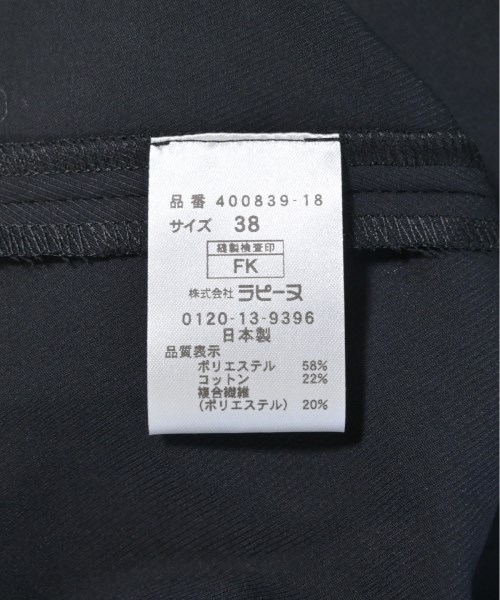 品番 400839-18
サイズ 38
縫製検査印
FK
株式会社 ラピーヌ
0120-13-9396
日本製
品質表示
ポリエステル 58%
コットン 22%
複合繊維
(ポリエステル) 20%